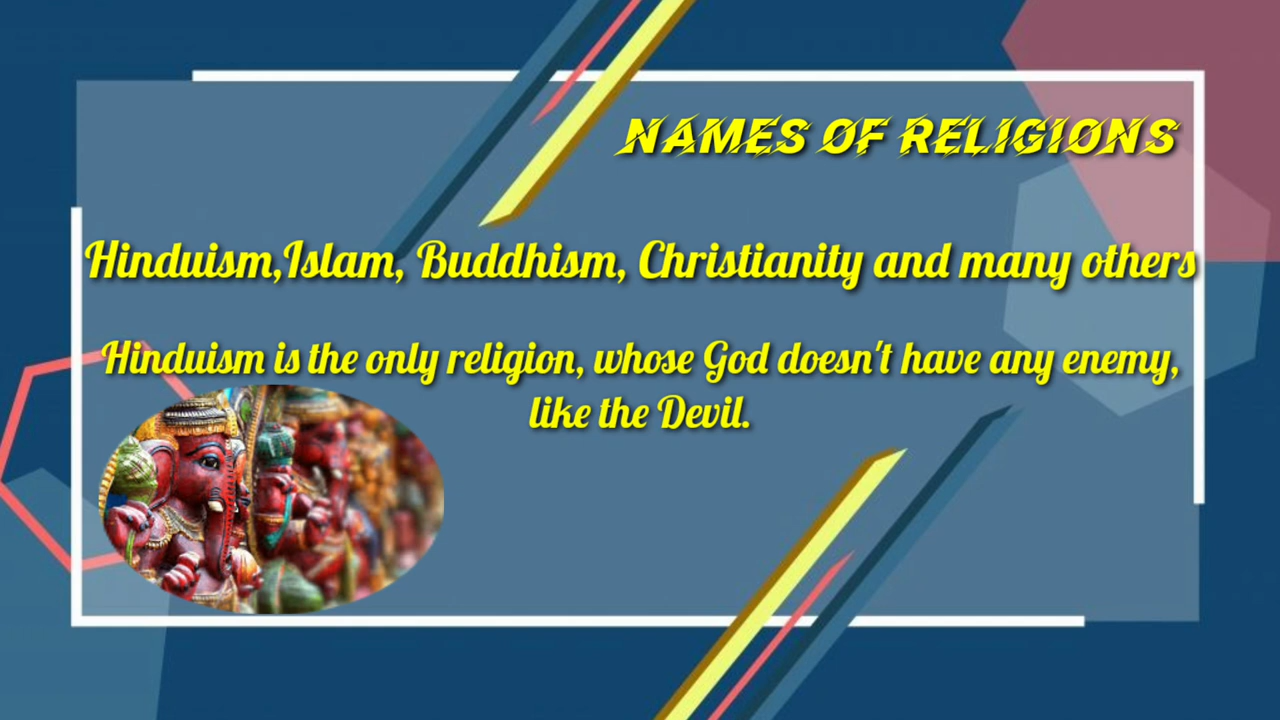 NAMES OF RELIGIONS
Hinduism,Islam, Buddhism, Christianity and many others
Hinduism is the only religion, whose God doesn't have any enemy,
like the Devil.